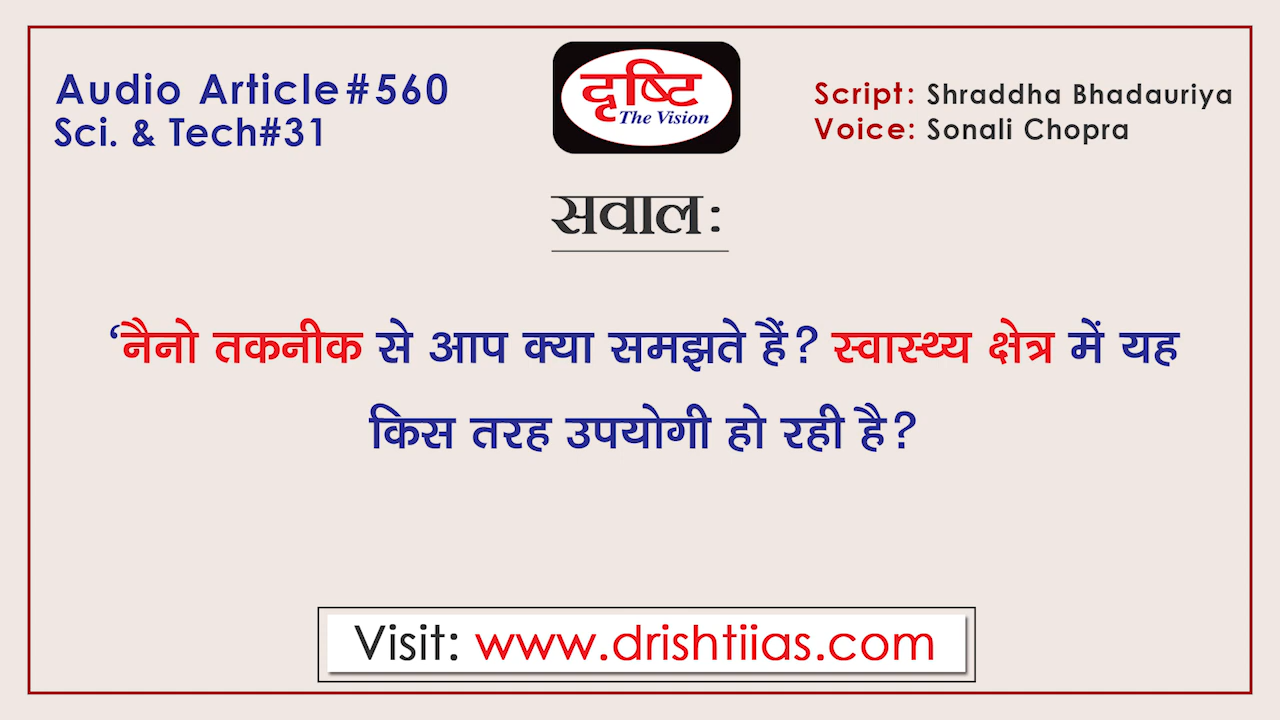 Audio Article#560
Sci. & Tech#31
दृष्टि
The Vision
Script: Shraddha Bhadauriya
Voice: Sonali Chopra
सवाल:
‘नैनो तकनीक से आप क्या समझते हैं? स्वास्थ्य क्षेत्र में यह
किस तरह उपयोगी हो रही है?
Visit: www.drishtiias.com